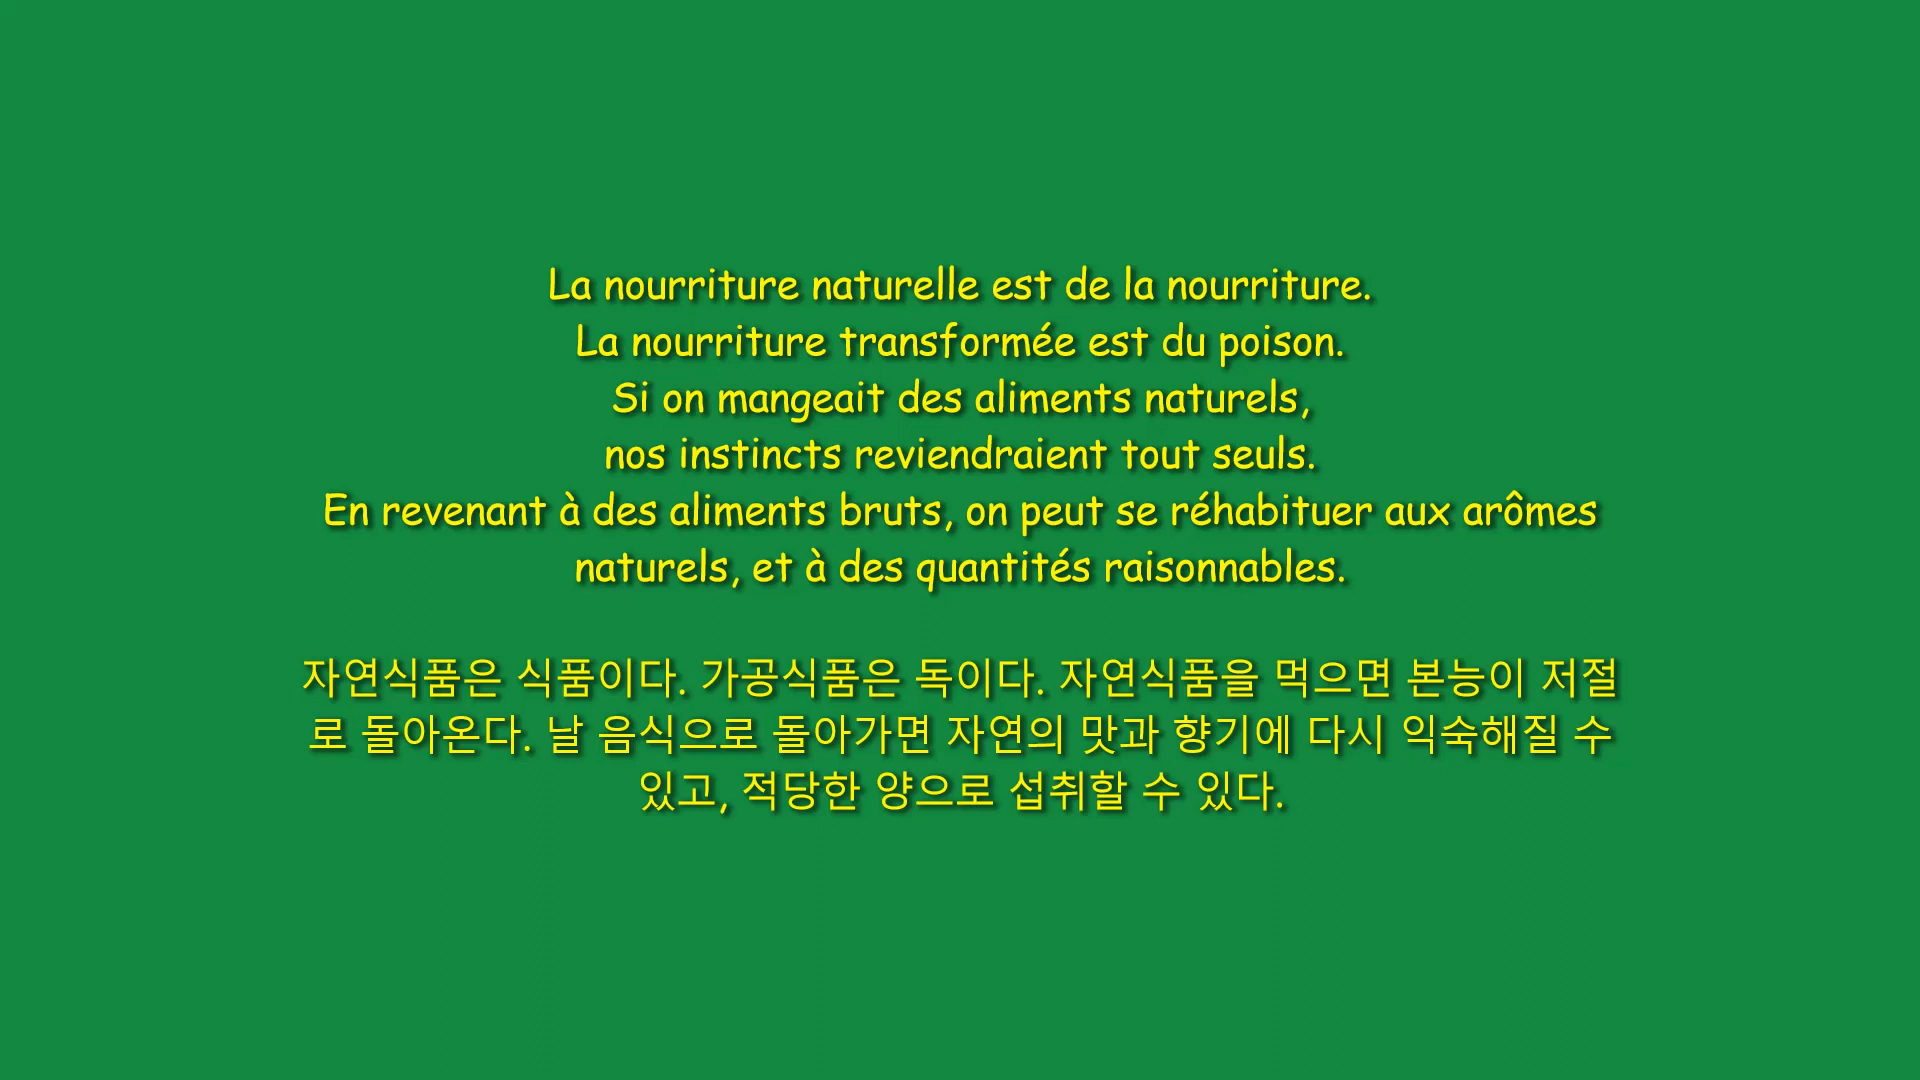 La nourriture naturelle est de la nourriture.
La nourriture transformée est du poison.
Si on mangeait des aliments naturels,
nos instincts reviendraient tout seuls.
En revenant à des aliments bruts, on peut se réhabituer aux arômes
naturels, et à des quantités raisonnables.
자연식품은 식품이다. 가공식품은 독이다. 자연식품을 먹으면 본능이 저절
로 돌아온다. 날 음식으로 돌아가면 자연의 맛과 향기에 다시 익숙해질 수
있고, 적당한 양으로 섭취할 수 있다.